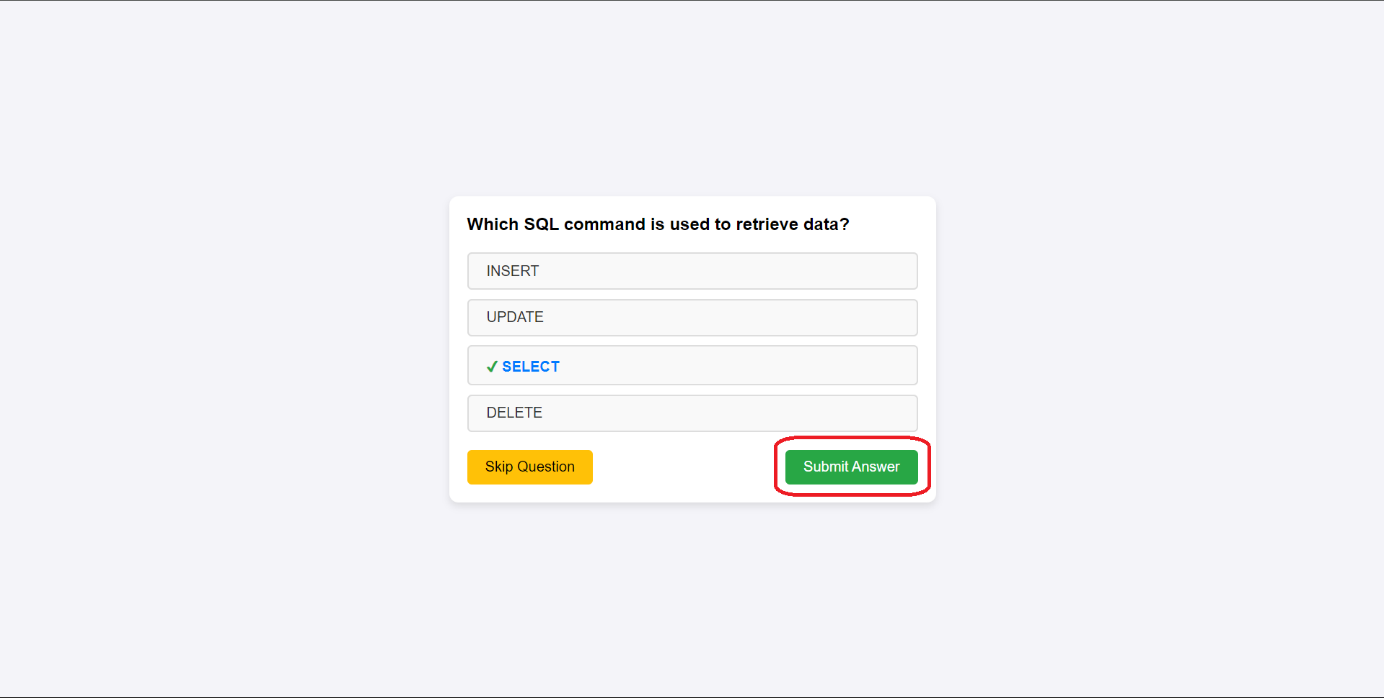 Which SQL command is used to retrieve data?
INSERT
UPDATE
✓ SELECT
DELETE
Skip Question Submit Answer